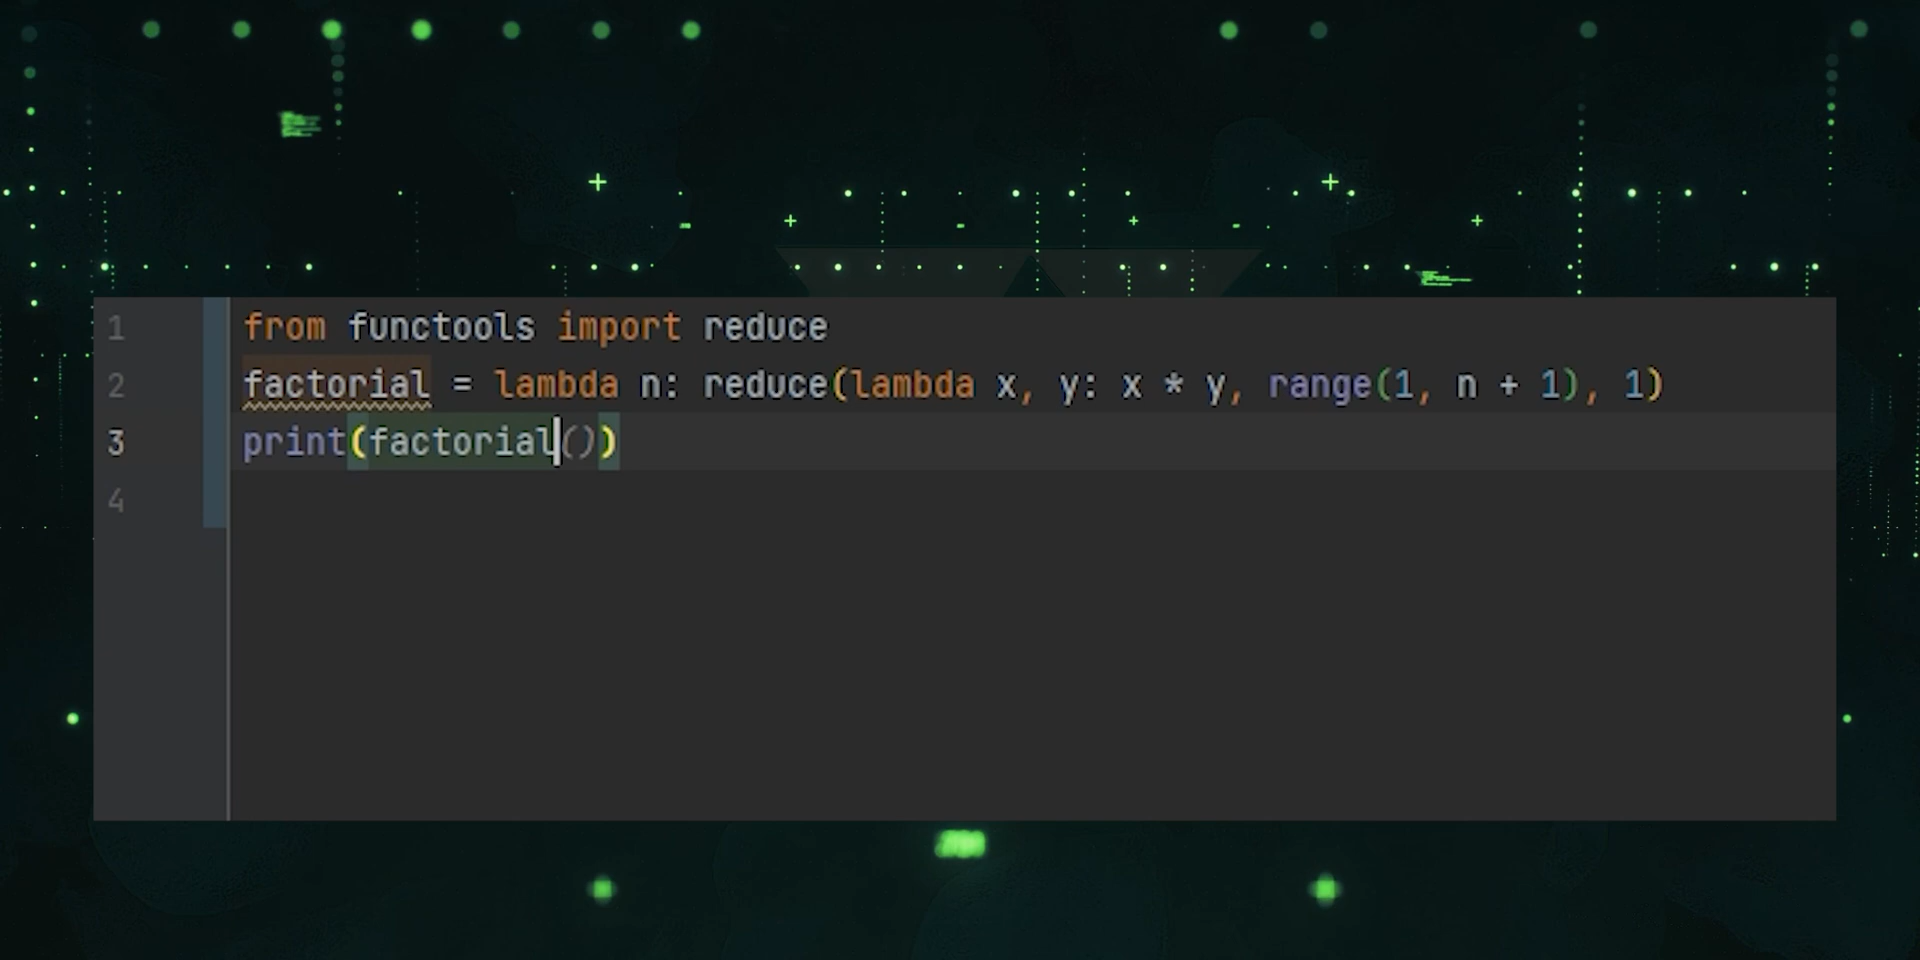 1 from functools import reduce
2 factorial = lambda n: reduce(lambda x, y: x * y, range(1, n + 1), 1)
3 print(factorial())
4